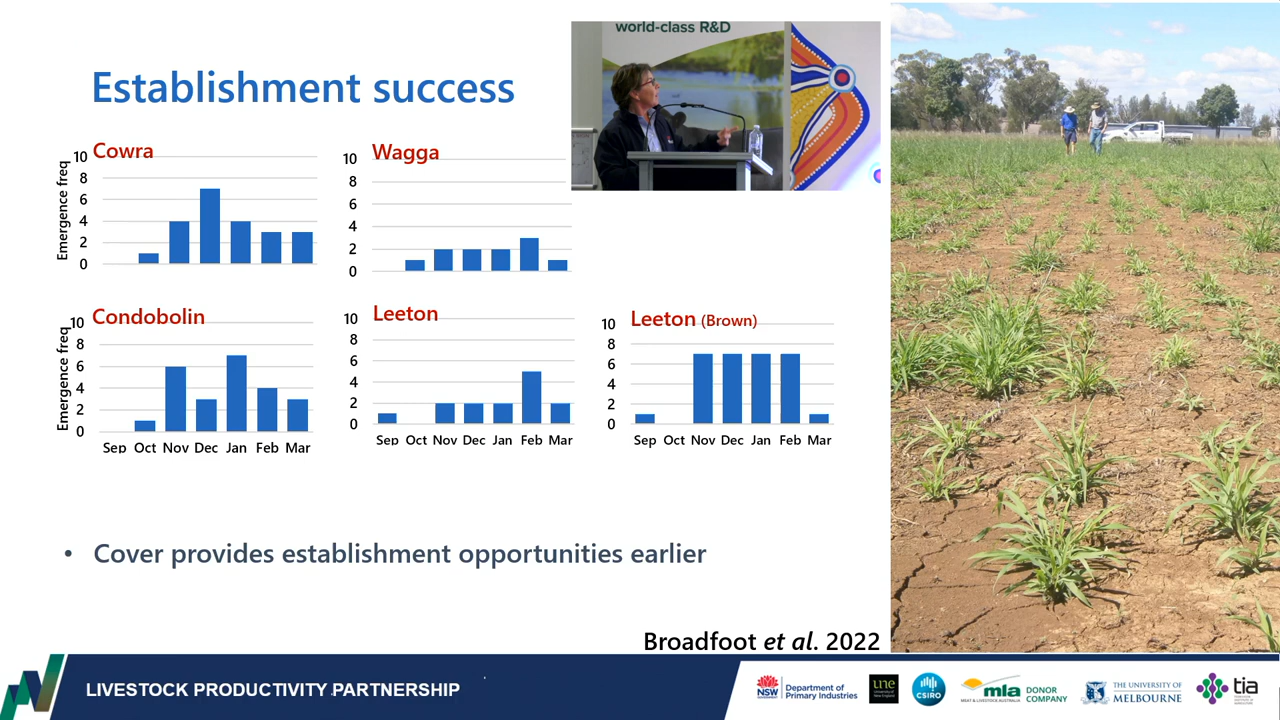 world-class R&D
Establishment success
Cowra
Emergence freq
10
8
6
4
2
0
Wagga
10
8
6
4
2
0
Condobolin
Emergence freq
10
8
6
4
2
0
Sep Oct Nov Dec Jan Feb Mar
Leeton
10
8
6
4
2
0
Sep Oct Nov Dec Jan Feb Mar
Leeton (Brown)
10
8
6
4
2
0
Sep Oct Nov Dec Jan Feb Mar
• Cover provides establishment opportunities earlier
Broadfoot et al. 2022
LIVESTOCK PRODUCTIVITY PARTNERSHIP
NSW
GOVERNMENT
Department of
Primary Industries
une
University of
New England
CSIRO
mla
MEAT & LIVESTOCK AUSTRALIA
DONOR
COMPANY
THE UNIVERSITY OF
MELBOURNE
tia